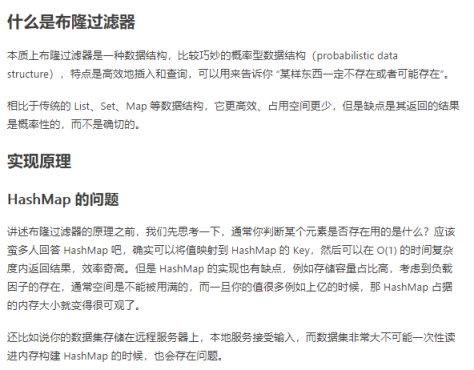 什么是布隆过滤器
本质上布隆过滤器是一种数据结构，比较巧妙的概率型数据结构（probabilistic data
structure），特点是高效地插入和查询，可以用来告诉你 “某样东西一定不存在或者可能存在”。
相比于传统的 List、Set、Map 等数据结构，它更高效、占用空间更少，但是缺点是其返回的结果
是概率性的，而不是确切的。
实现原理
HashMap 的问题
讲述布隆过滤器的原理之前，我们先思考一下，通常你判断某个元素是否存在用的是什么？应该
蛮多人回答 HashMap 吧，确实可以将值映射到 HashMap 的 Key，然后可以在 O(1) 的时间复杂
度内返回结果，效率奇高。但是 HashMap 的实现也有缺点，例如存储容量占比高，考虑到负载
因子的存在，通常空间是不能被用满的，而一旦你的值很多例如上亿的时候，那 HashMap 占据
的内存大小就变得很可观了。
还比如说你的数据集存储在远程服务器上，本地服务接受输入，而数据集非常大不可能一次性读
进内存构建 HashMap 的时候，也会存在问题。